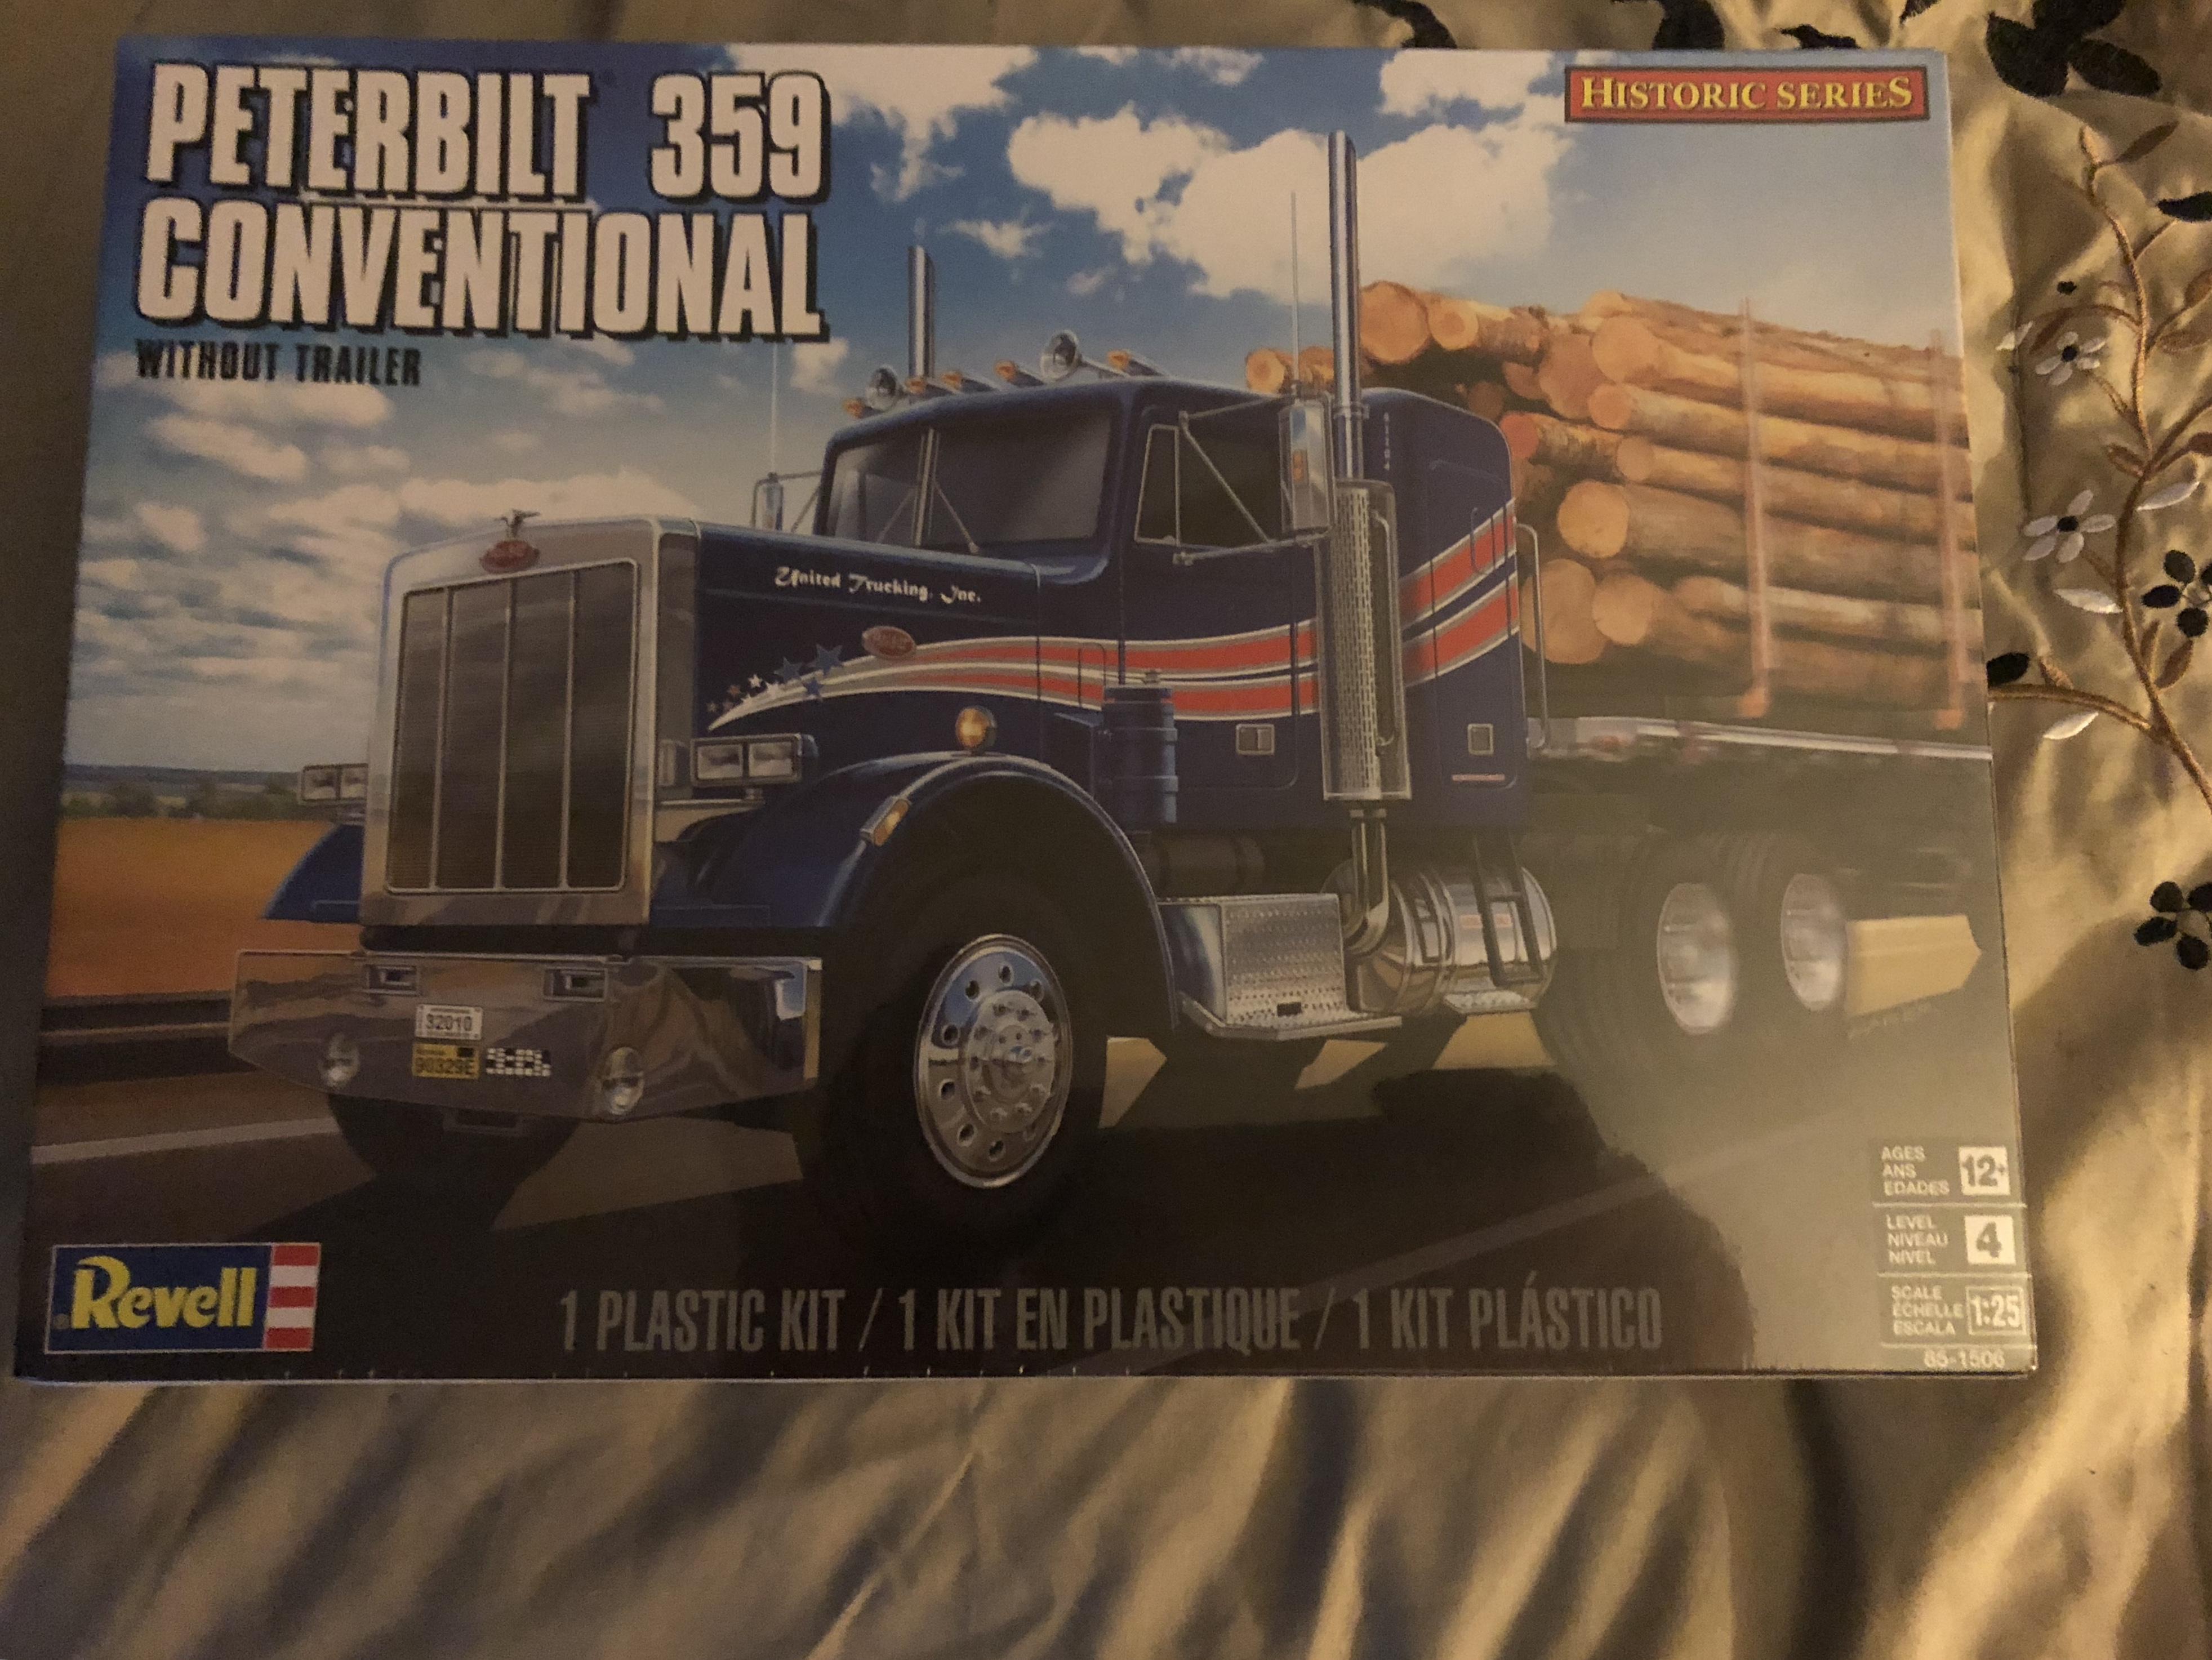 PETERBILT 359
CONVENTIONAL
WITHOUT TRAILER
HISTORIC SERIES
United Trucking, Inc.
32010
90329E
AGES
ANS
EDADES
12+
LEVEL
NIVEAU
NIVEL
4
SCALE
ÉCHELLE
ESCALA
1:25
85-1506
Revell
1 PLASTIC KIT / 1 KIT EN PLASTIQUE / 1 KIT PLÁSTICO